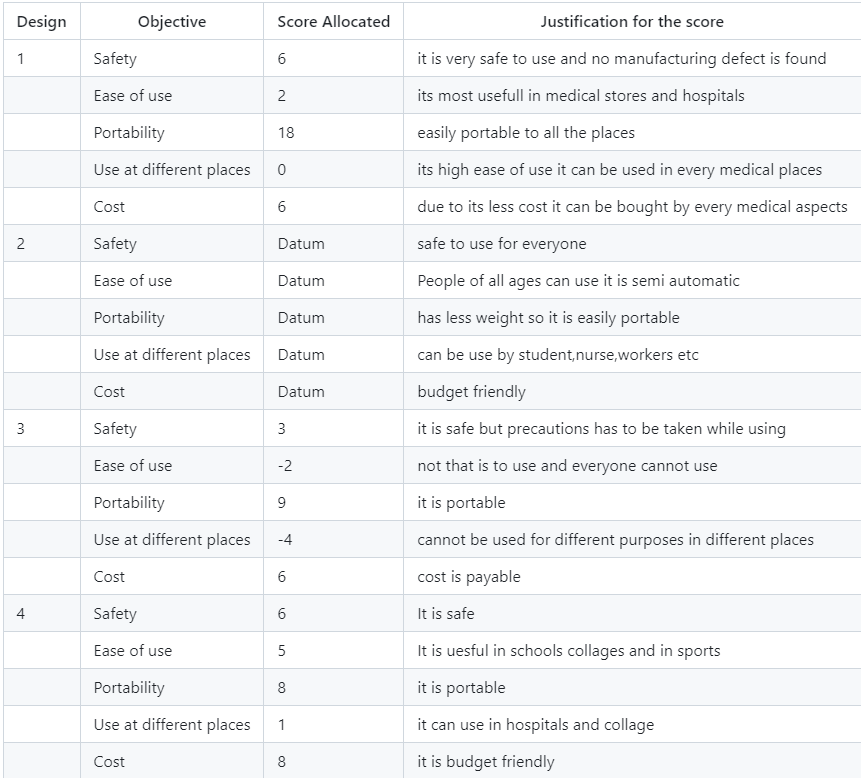 Design Objective Score Allocated Justification for the score
1 Safety 6 it is very safe to use and no manufacturing defect is found
Ease of use 2 its most usefull in medical stores and hospitals
Portability 18 easily portable to all the places
Use at different places 0 its high ease of use it can be used in every medical places
Cost 6 due to its less cost it can be bought by every medical aspects
2 Safety Datum safe to use for everyone
Ease of use Datum People of all ages can use it is semi automatic
Portability Datum has less weight so it is easily portable
Use at different places Datum can be use by student,nurse,workers etc
Cost Datum budget friendly
3 Safety 3 it is safe but precautions has to be taken while using
Ease of use -2 not that is to use and everyone cannot use
Portability 9 it is portable
Use at different places -4 cannot be used for different purposes in different places
Cost 6 cost is payable
4 Safety 6 It is safe
Ease of use 5 It is uesful in schools collages and in sports
Portability 8 it is portable
Use at different places 1 it can use in hospitals and collage
Cost 8 it is budget friendly